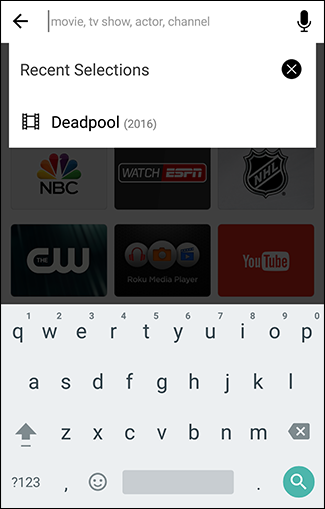 movie, tv show, actor, channel
Recent Selections
Deadpool (2016)
NBC
WATCH ESPN
NHL
THE CW
Roku Media Player
YouTube
1 2 3 4 5 6 7 8 9 0
q w e r t y u i o p
a s d f g h j k l
z x c v b n m
?123 , .